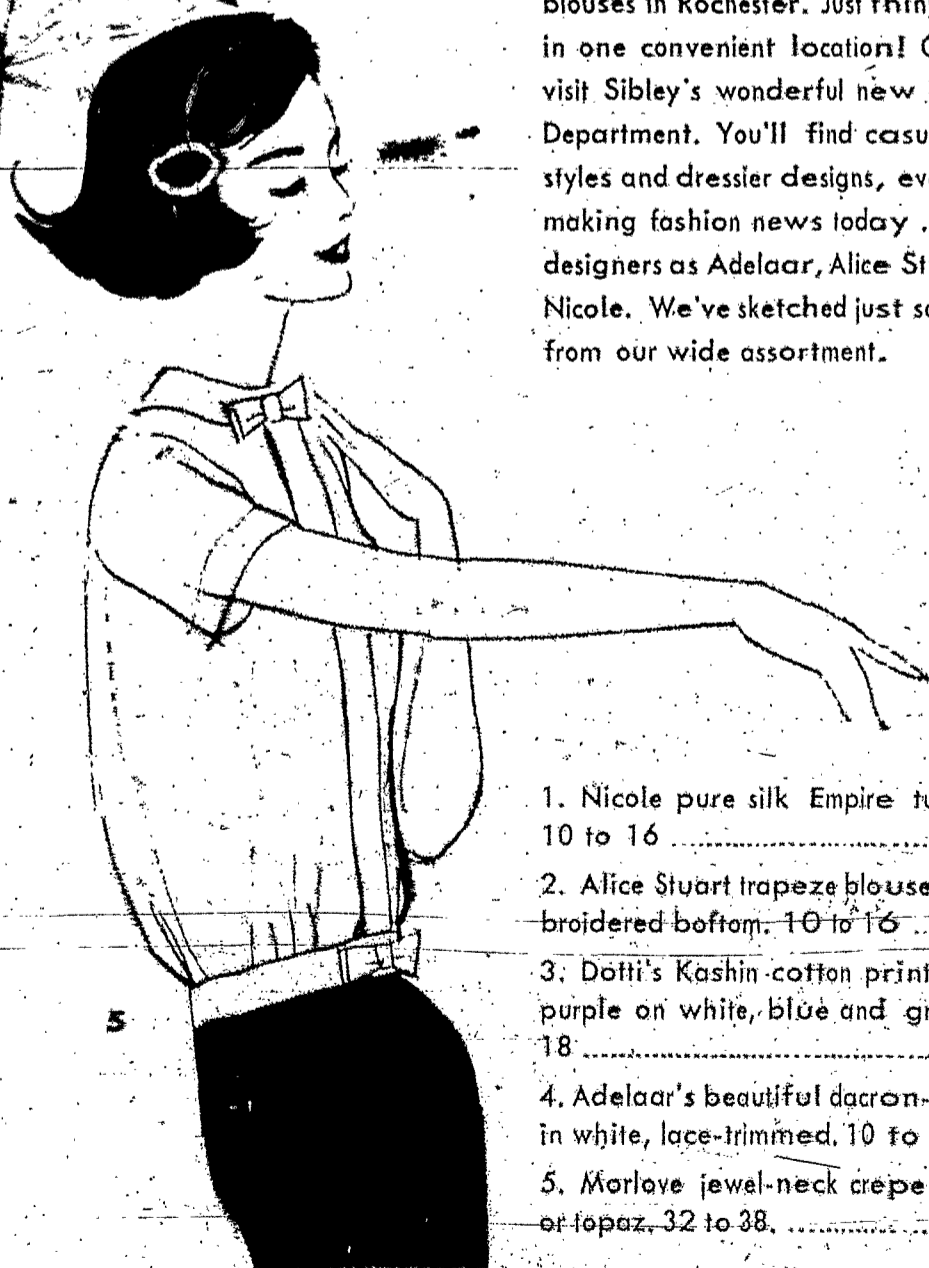 blouses in Rochester. Just
in one convenient location!
visit Sibley's wonderful new
Department. You'll find
styles and dressier designs,
making fashion news today .
designers as Adelaar, Alice
Nicole. We've sketched just
from our wide assortment.
1. Nicole pure silk Empire
10 to 16
2. Alice Stuart trapeze blouse
broidered bottom. 10 to 16
3. Dotti's Kashin cotton print
purple on white, blue and
18
4. Adelaar's beautiful dacron-
in white, lace-trimmed. 10 to
5. Marlove jewel-neck crepe
or topaz. 32 to 38.
5